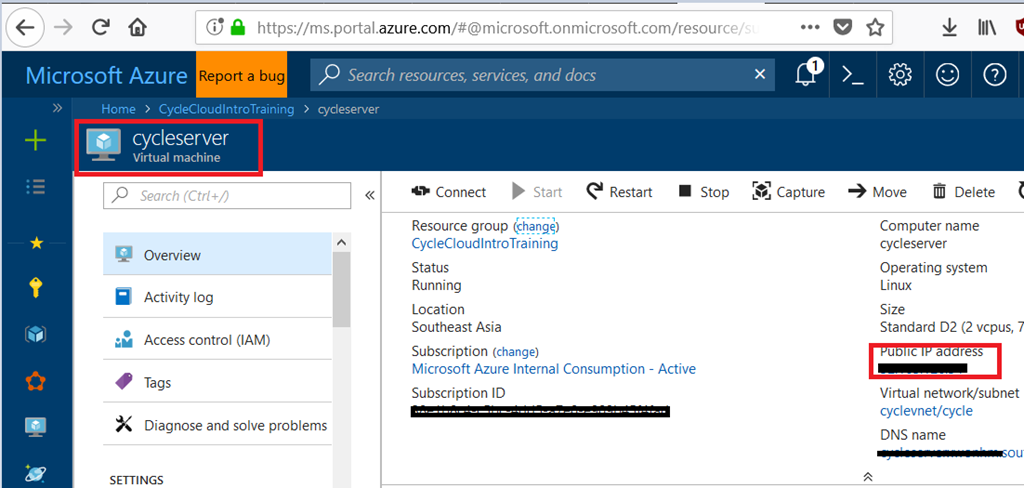 https://ms.portal.azure.com/#@microsoft.onmicrosoft.com/resource/su
Microsoft Azure
Report a bug
Search resources, services, and docs
1
Home > CycleCloudIntroTraining > cycleserver
cycleserver
Virtual machine
Search (Ctrl+/)
Connect
Start
Restart
Stop
Capture
Move
Delete
Overview
Activity log
Access control (IAM)
Tags
Diagnose and solve problems
SETTINGS
Resource group (change)
CycleCloudIntroTraining
Status
Running
Location
Southeast Asia
Subscription (change)
Microsoft Azure Internal Consumption - Active
Subscription ID
Computer name
cycleserver
Operating system
Linux
Size
Standard D2 (2 vcpus, 7
Public IP address
Virtual network/subnet
cyclevnet/cycle
DNS name